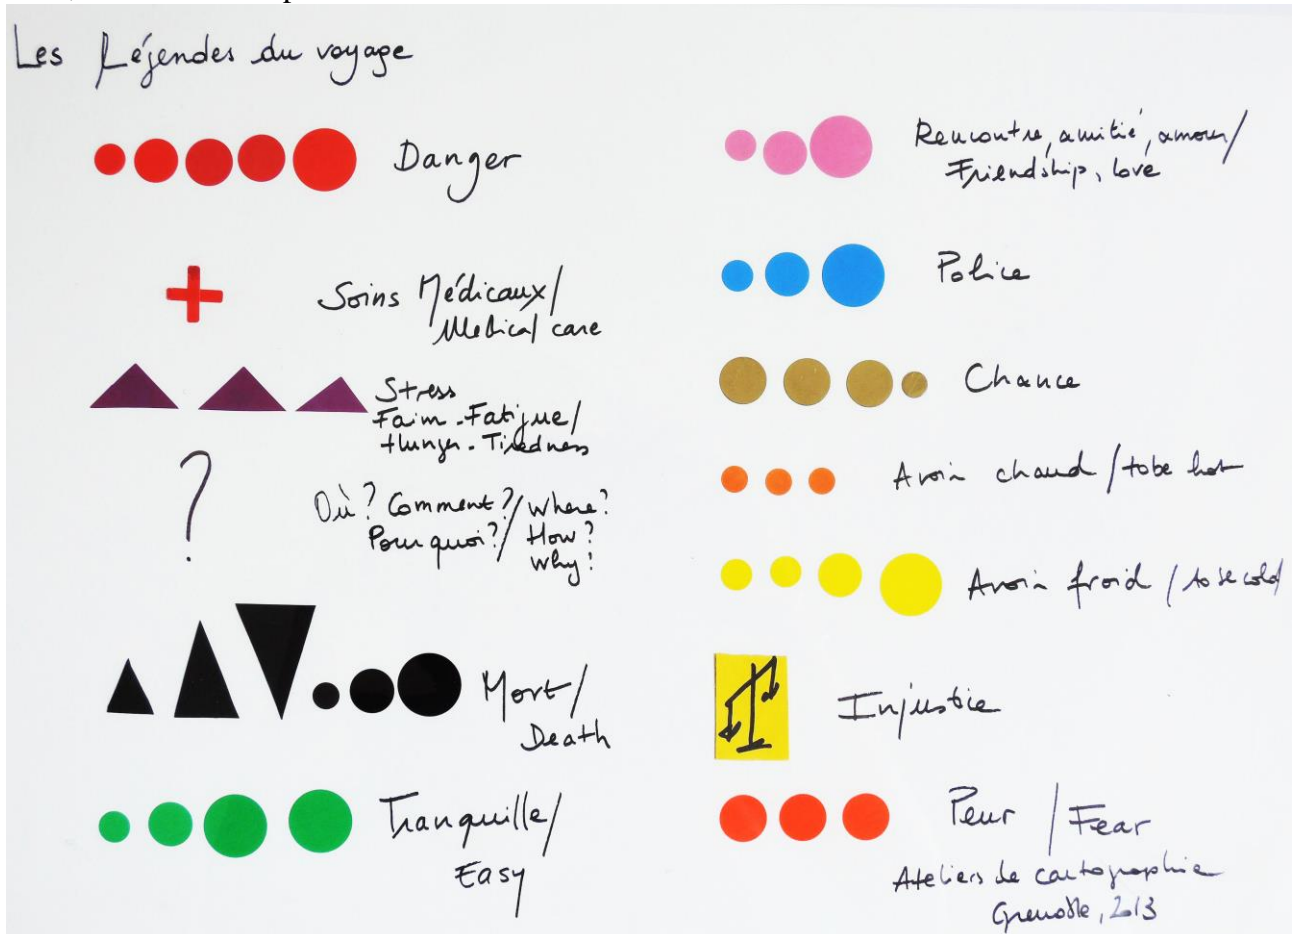 Les Légendes du voyage
Danger
Soins Médicaux/
Medical care
Stress
Faim-Fatigue/
Hunger-Tiredness
?
Où? Comment?/Where?
Pourquoi?/How?
Why?
Mort/
Death
Tranquille/
Easy
Rencontre, amitié, amour/
Friendship, love
Police
Chance
Avoir chaud/to be hot
Avoir froid/to be cold
Injustice
Peur/Fear
Ateliers de cartographie
Grenoble, 2013